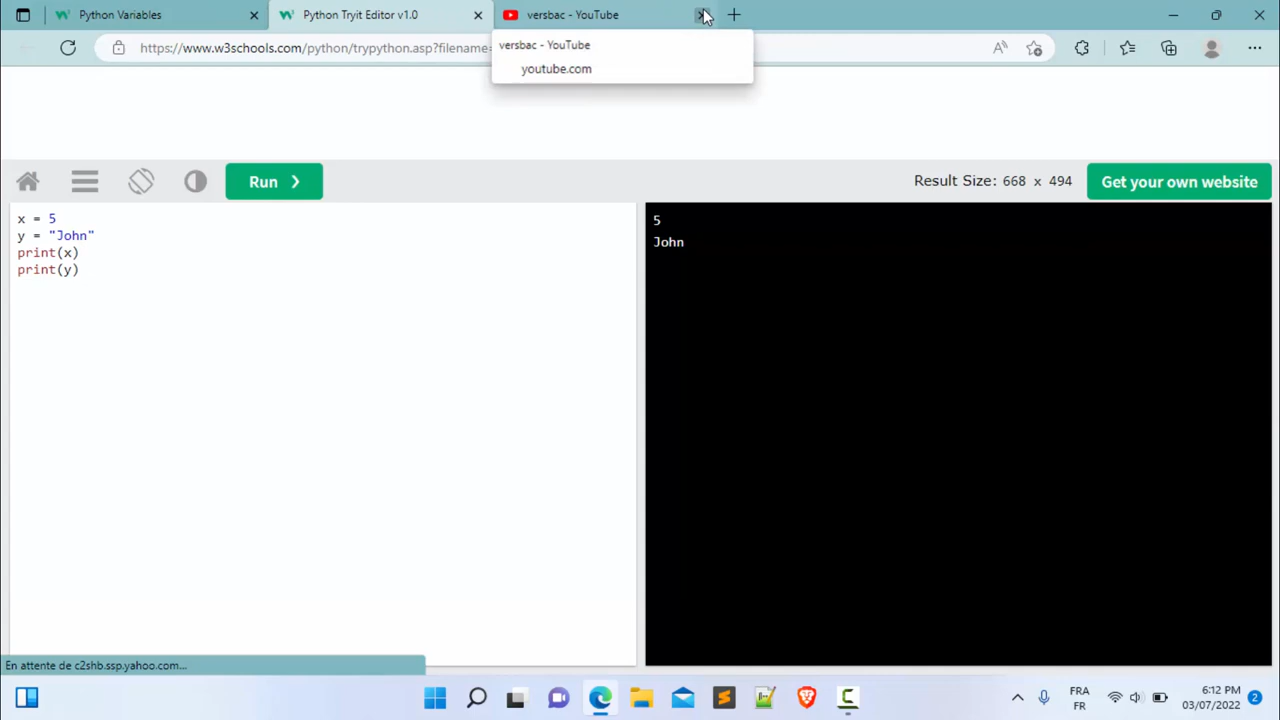 Python Variables
Python Tryit Editor v1.0
versbac - YouTube
https://www.w3schools.com/python/trypython.asp?filename=
versbac - YouTube
youtube.com
Run
Result Size: 668 x 494
Get your own website
x = 5
y = "John"
print(x)
print(y)
5
John
En attente de c2shb.ssp.yahoo.com...
FRA
FR
6:12 PM
03/07/2022
2